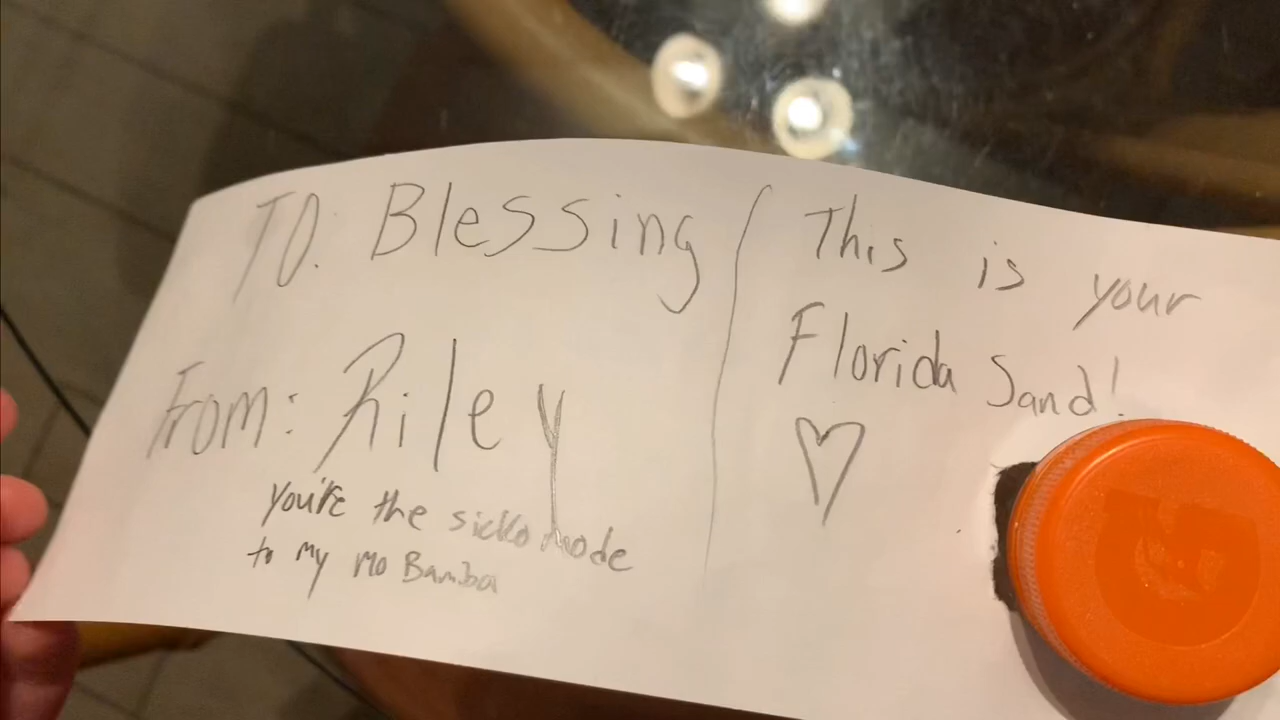 TO: Blessing
From: Riley
you're the sicko mode
to my Mo Bamba
This is your
Florida Sand!